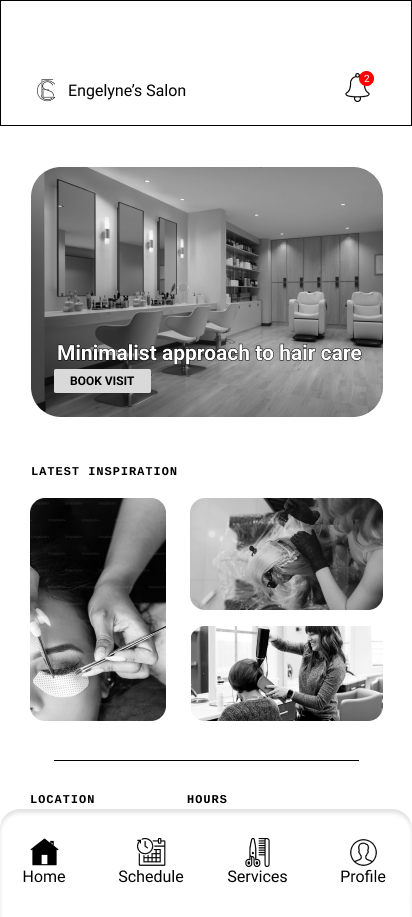 Engelyne's Salon
2
Minimalist approach to hair care
BOOK VISIT
LATEST INSPIRATION
LOCATION HOURS
Home Schedule Services Profile